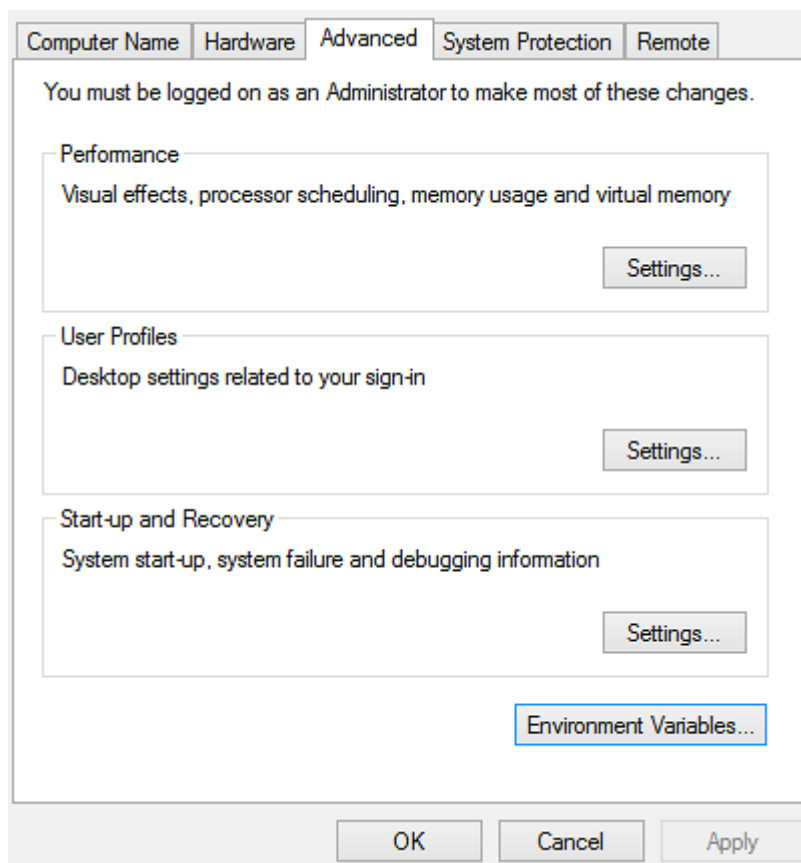 Computer Name Hardware Advanced System Protection Remote
You must be logged on as an Administrator to make most of these changes.
Performance
Visual effects, processor scheduling, memory usage and virtual memory
Settings...
User Profiles
Desktop settings related to your sign-in
Settings...
Start-up and Recovery
System start-up, system failure and debugging information
Settings...
Environment Variables...
OK Cancel Apply